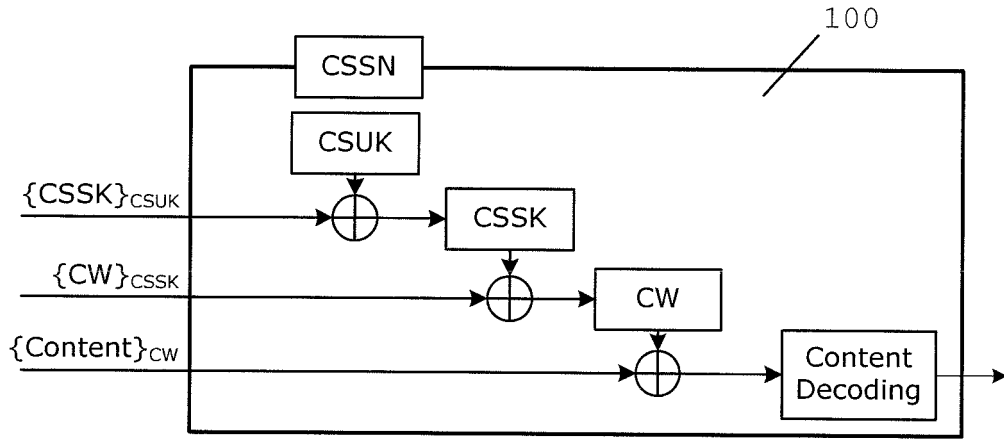 100
CSSN
CSUK
{CSSK}CSUK
CSSK
{CW}CSSK
CW
{Content}CW
Content
Decoding